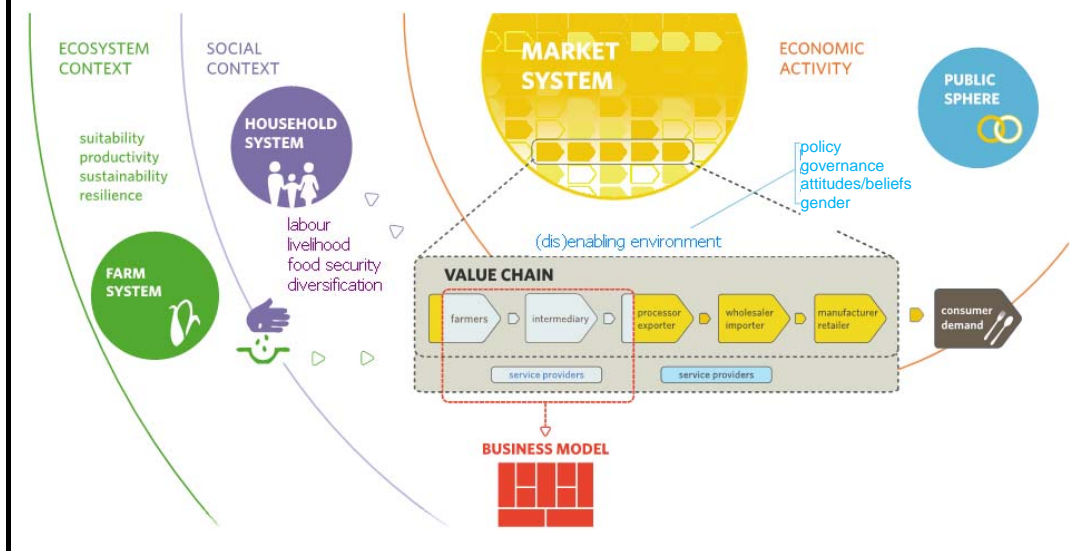 ECOSYSTEM
CONTEXT
suitability
productivity
sustainability
resilience
FARM
SYSTEM
SOCIAL
CONTEXT
HOUSEHOLD
SYSTEM
labour
livelihood
food security
diversification
MARKET
SYSTEM
ECONOMIC
ACTIVITY
PUBLIC
SPHERE
policy
governance
attitudes/beliefs
gender
(dis)enabling environment
VALUE CHAIN
farmers
intermediary
processor
exporter
wholesaler
importer
manufacturer
retailer
consumer
demand
service providers
service providers
BUSINESS MODEL